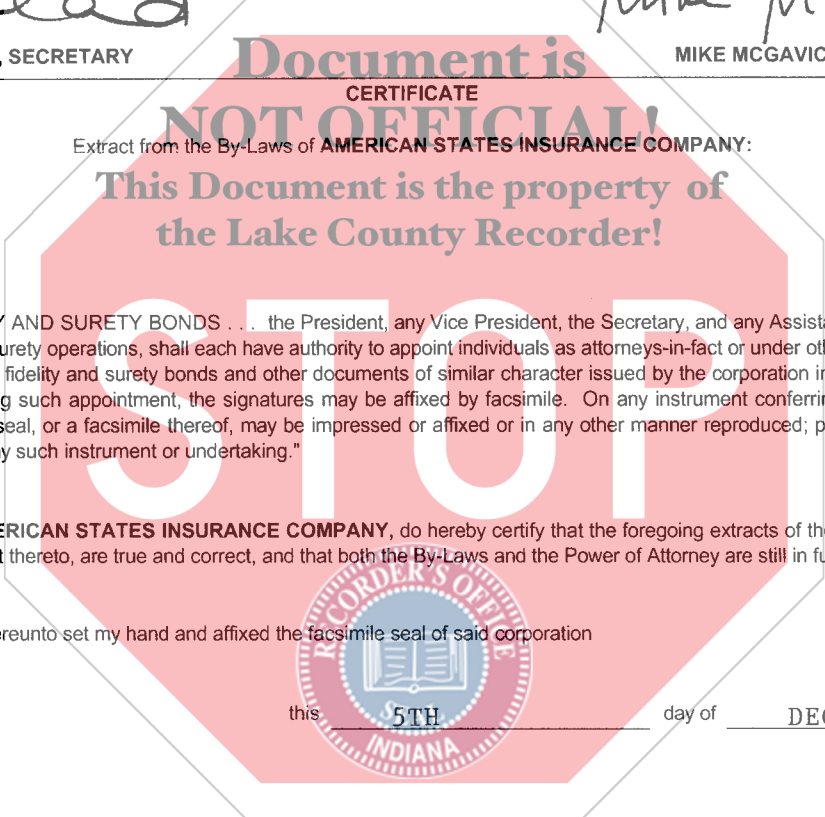 , SECRETARY
MIKE MCGAVIC
Document is
CERTIFICATE
NOT OFFICIAL!
Extract from the By-Laws of AMERICAN STATES INSURANCE COMPANY:
This Document is the property of
the Lake County Recorder!
STOP
Y AND SURETY BONDS . . . the President, any Vice President, the Secretary, and any Assista
urety operations, shall each have authority to appoint individuals as attorneys-in-fact or under oth
fidelity and surety bonds and other documents of similar character issued by the corporation in
g such appointment, the signatures may be affixed by facsimile. On any instrument conferrin
seal, or a facsimile thereof, may be impressed or affixed or in any other manner reproduced; p
y such instrument or undertaking."
ERICAN STATES INSURANCE COMPANY, do hereby certify that the foregoing extracts of the
t thereto, are true and correct, and that both the By-Laws and the Power of Attorney are still in fu
ereunto set my hand and affixed the facsimile seal of said corporation
RECORDER'S OFFICE
SEAL
INDIANA
this 5TH day of DEC